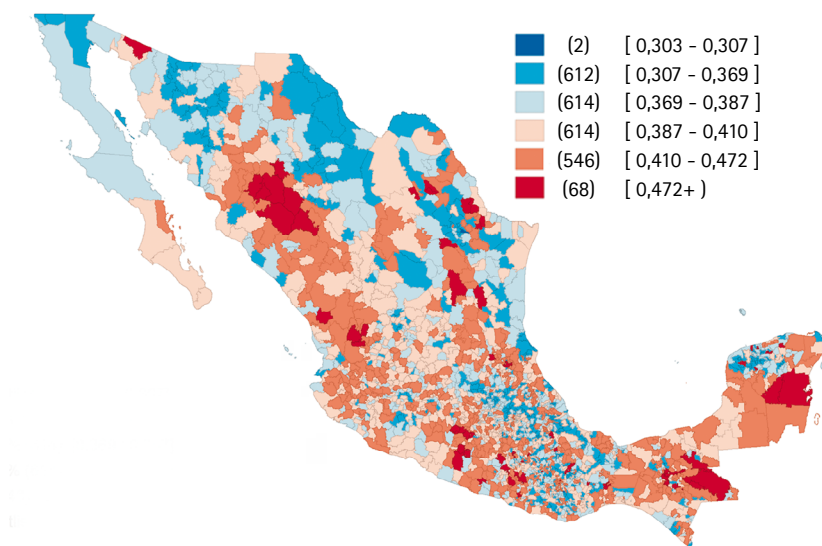 (2) [ 0,303 - 0,307 ]
(612) [ 0,307 - 0,369 ]
(614) [ 0,369 - 0,387 ]
(614) [ 0,387 - 0,410 ]
(546) [ 0,410 - 0,472 ]
(68) [ 0,472+ )